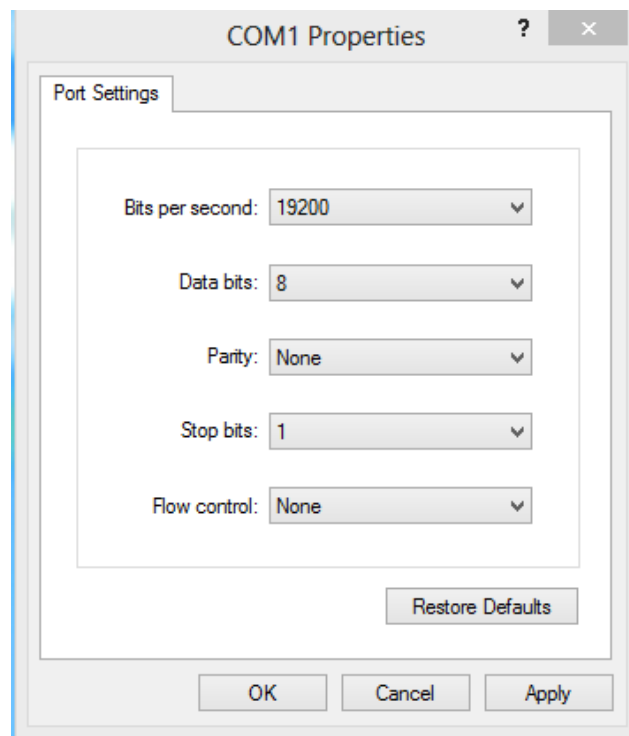 COM1 Properties ?
Port Settings
Bits per second: 19200
Data bits: 8
Parity: None
Stop bits: 1
Flow control: None
Restore Defaults
OK Cancel Apply